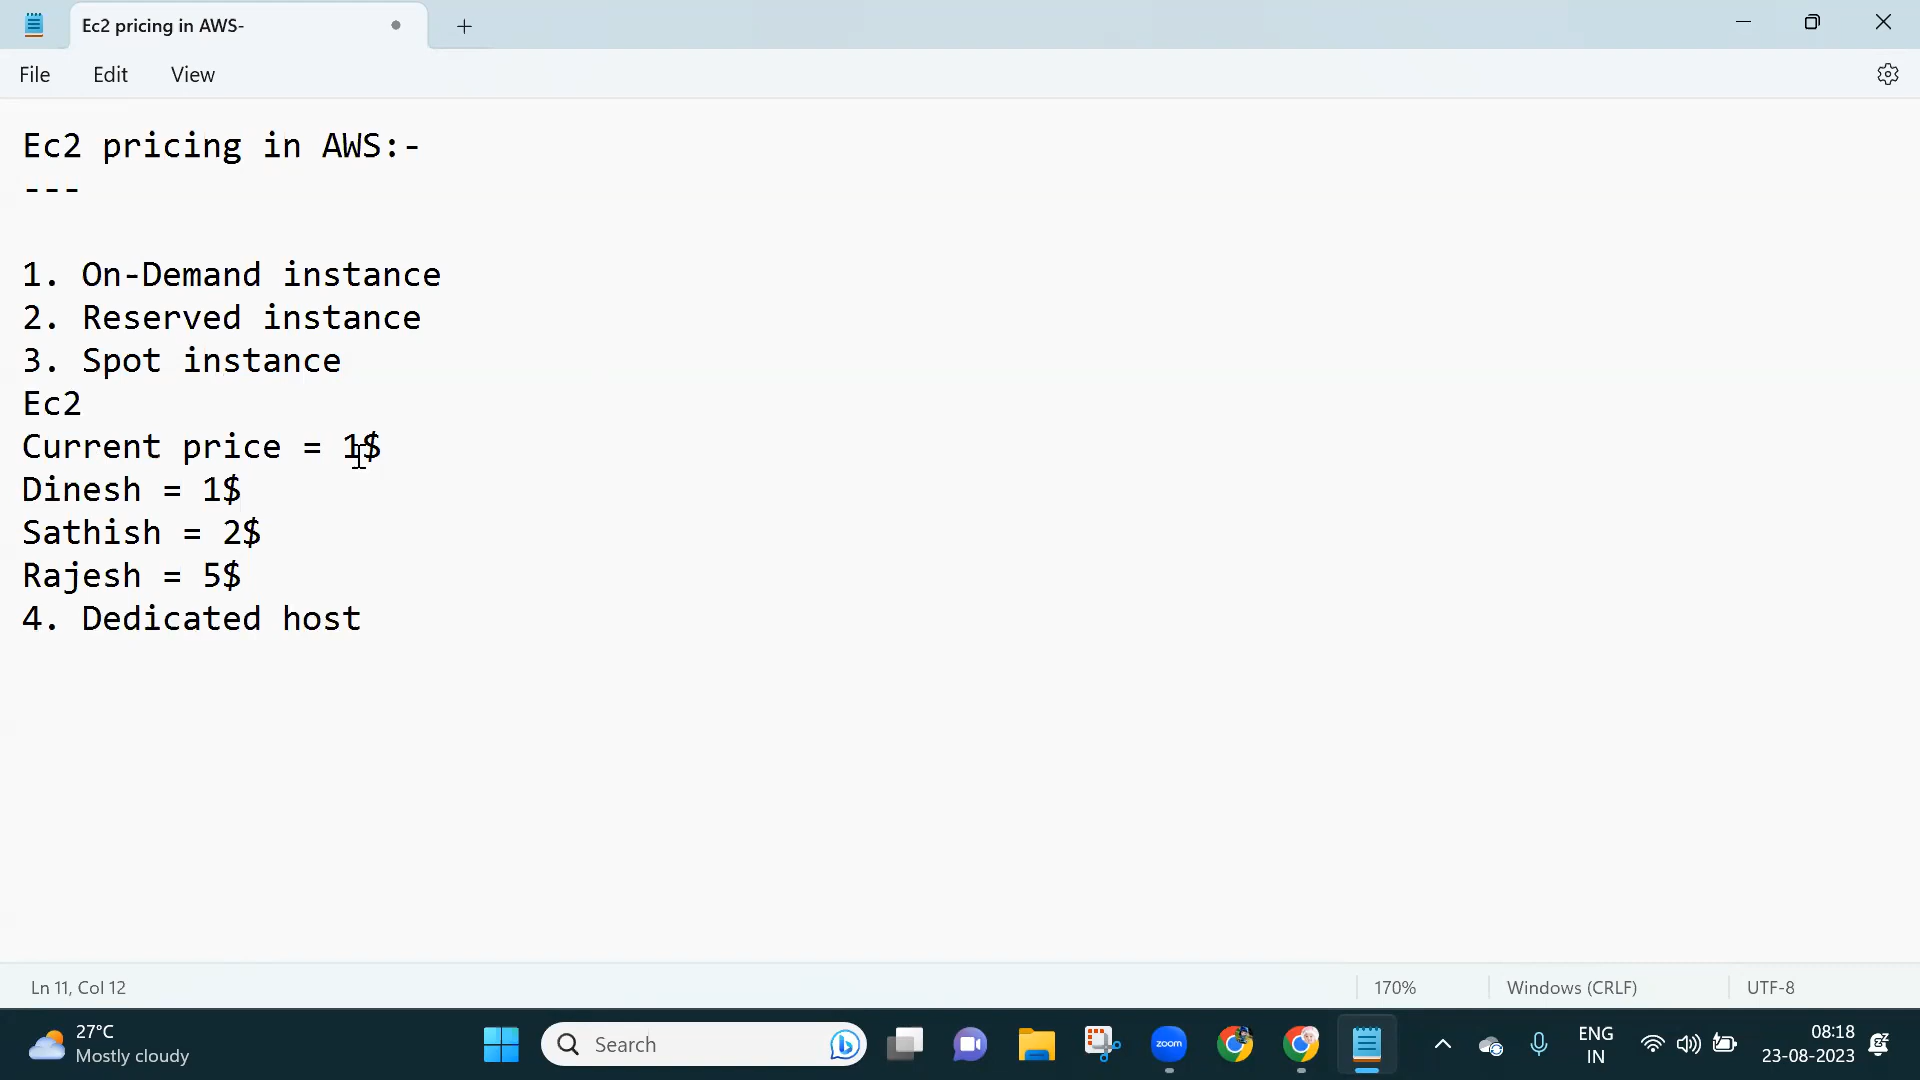 Ec2 pricing in AWS-
File Edit View
Ec2 pricing in AWS:-
---
1. On-Demand instance
2. Reserved instance
3. Spot instance
Ec2
Current price = 1$
Dinesh = 1$
Sathish = 2$
Rajesh = 5$
4. Dedicated host
Ln 11, Col 12 170% Windows (CRLF) UTF-8
27°C
Mostly cloudy
Search
zoom
ENG
IN
08:18
23-08-2023